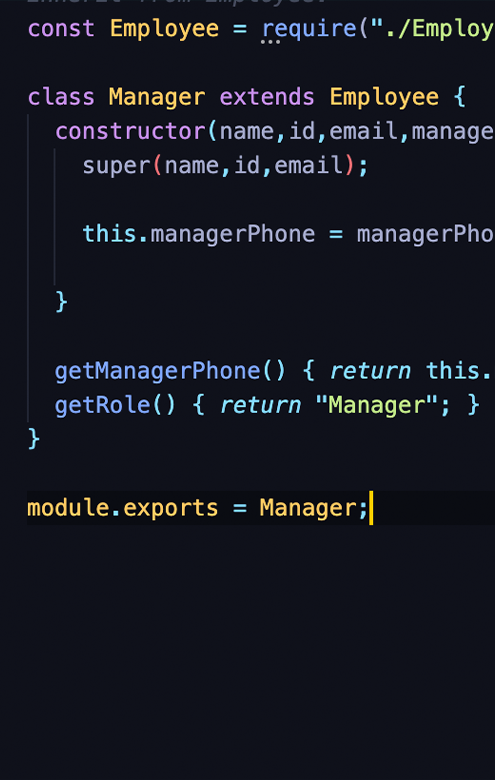 const Employee = require("./Employ
class Manager extends Employee {
constructor(name,id,email,manage
super(name,id,email);
this.managerPhone = managerPho
}
getManagerPhone() { return this.
getRole() { return "Manager"; }
}
module.exports = Manager;